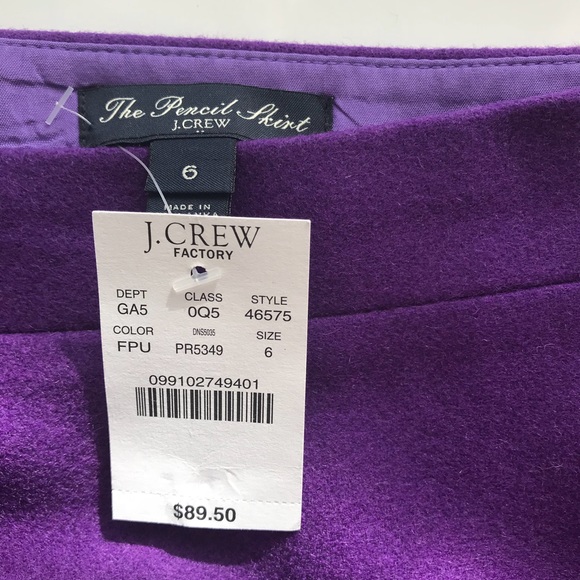 The Pencil Skirt
J.CREW
6
MADE IN
J.CREW
FACTORY
DEPT CLASS STYLE
GA5 0Q5 46575
COLOR DNS5035 SIZE
FPU PR5349 6
099102749401
$89.50